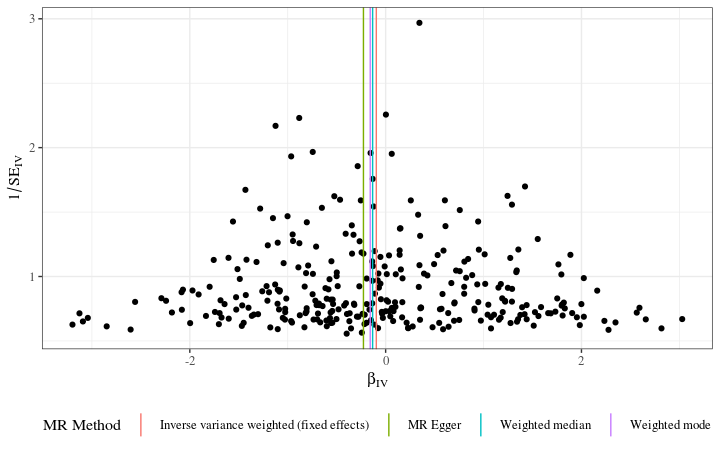 3
2
1
1/SE_IV
-2
0
2
β_IV
MR Method
Inverse variance weighted (fixed effects)
MR Egger
Weighted median
Weighted mode